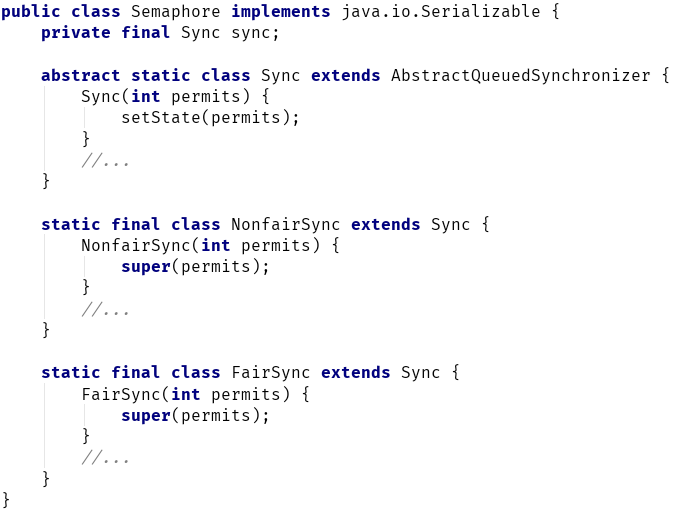 public class Semaphore implements java.io.Serializable {
    private final Sync sync;

    abstract static class Sync extends AbstractQueuedSynchronizer {
        Sync(int permits) {
            setState(permits);
        }
        //...
    }

    static final class NonfairSync extends Sync {
        NonfairSync(int permits) {
            super(permits);
        }
        //...
    }

    static final class FairSync extends Sync {
        FairSync(int permits) {
            super(permits);
        }
        //...
    }
}